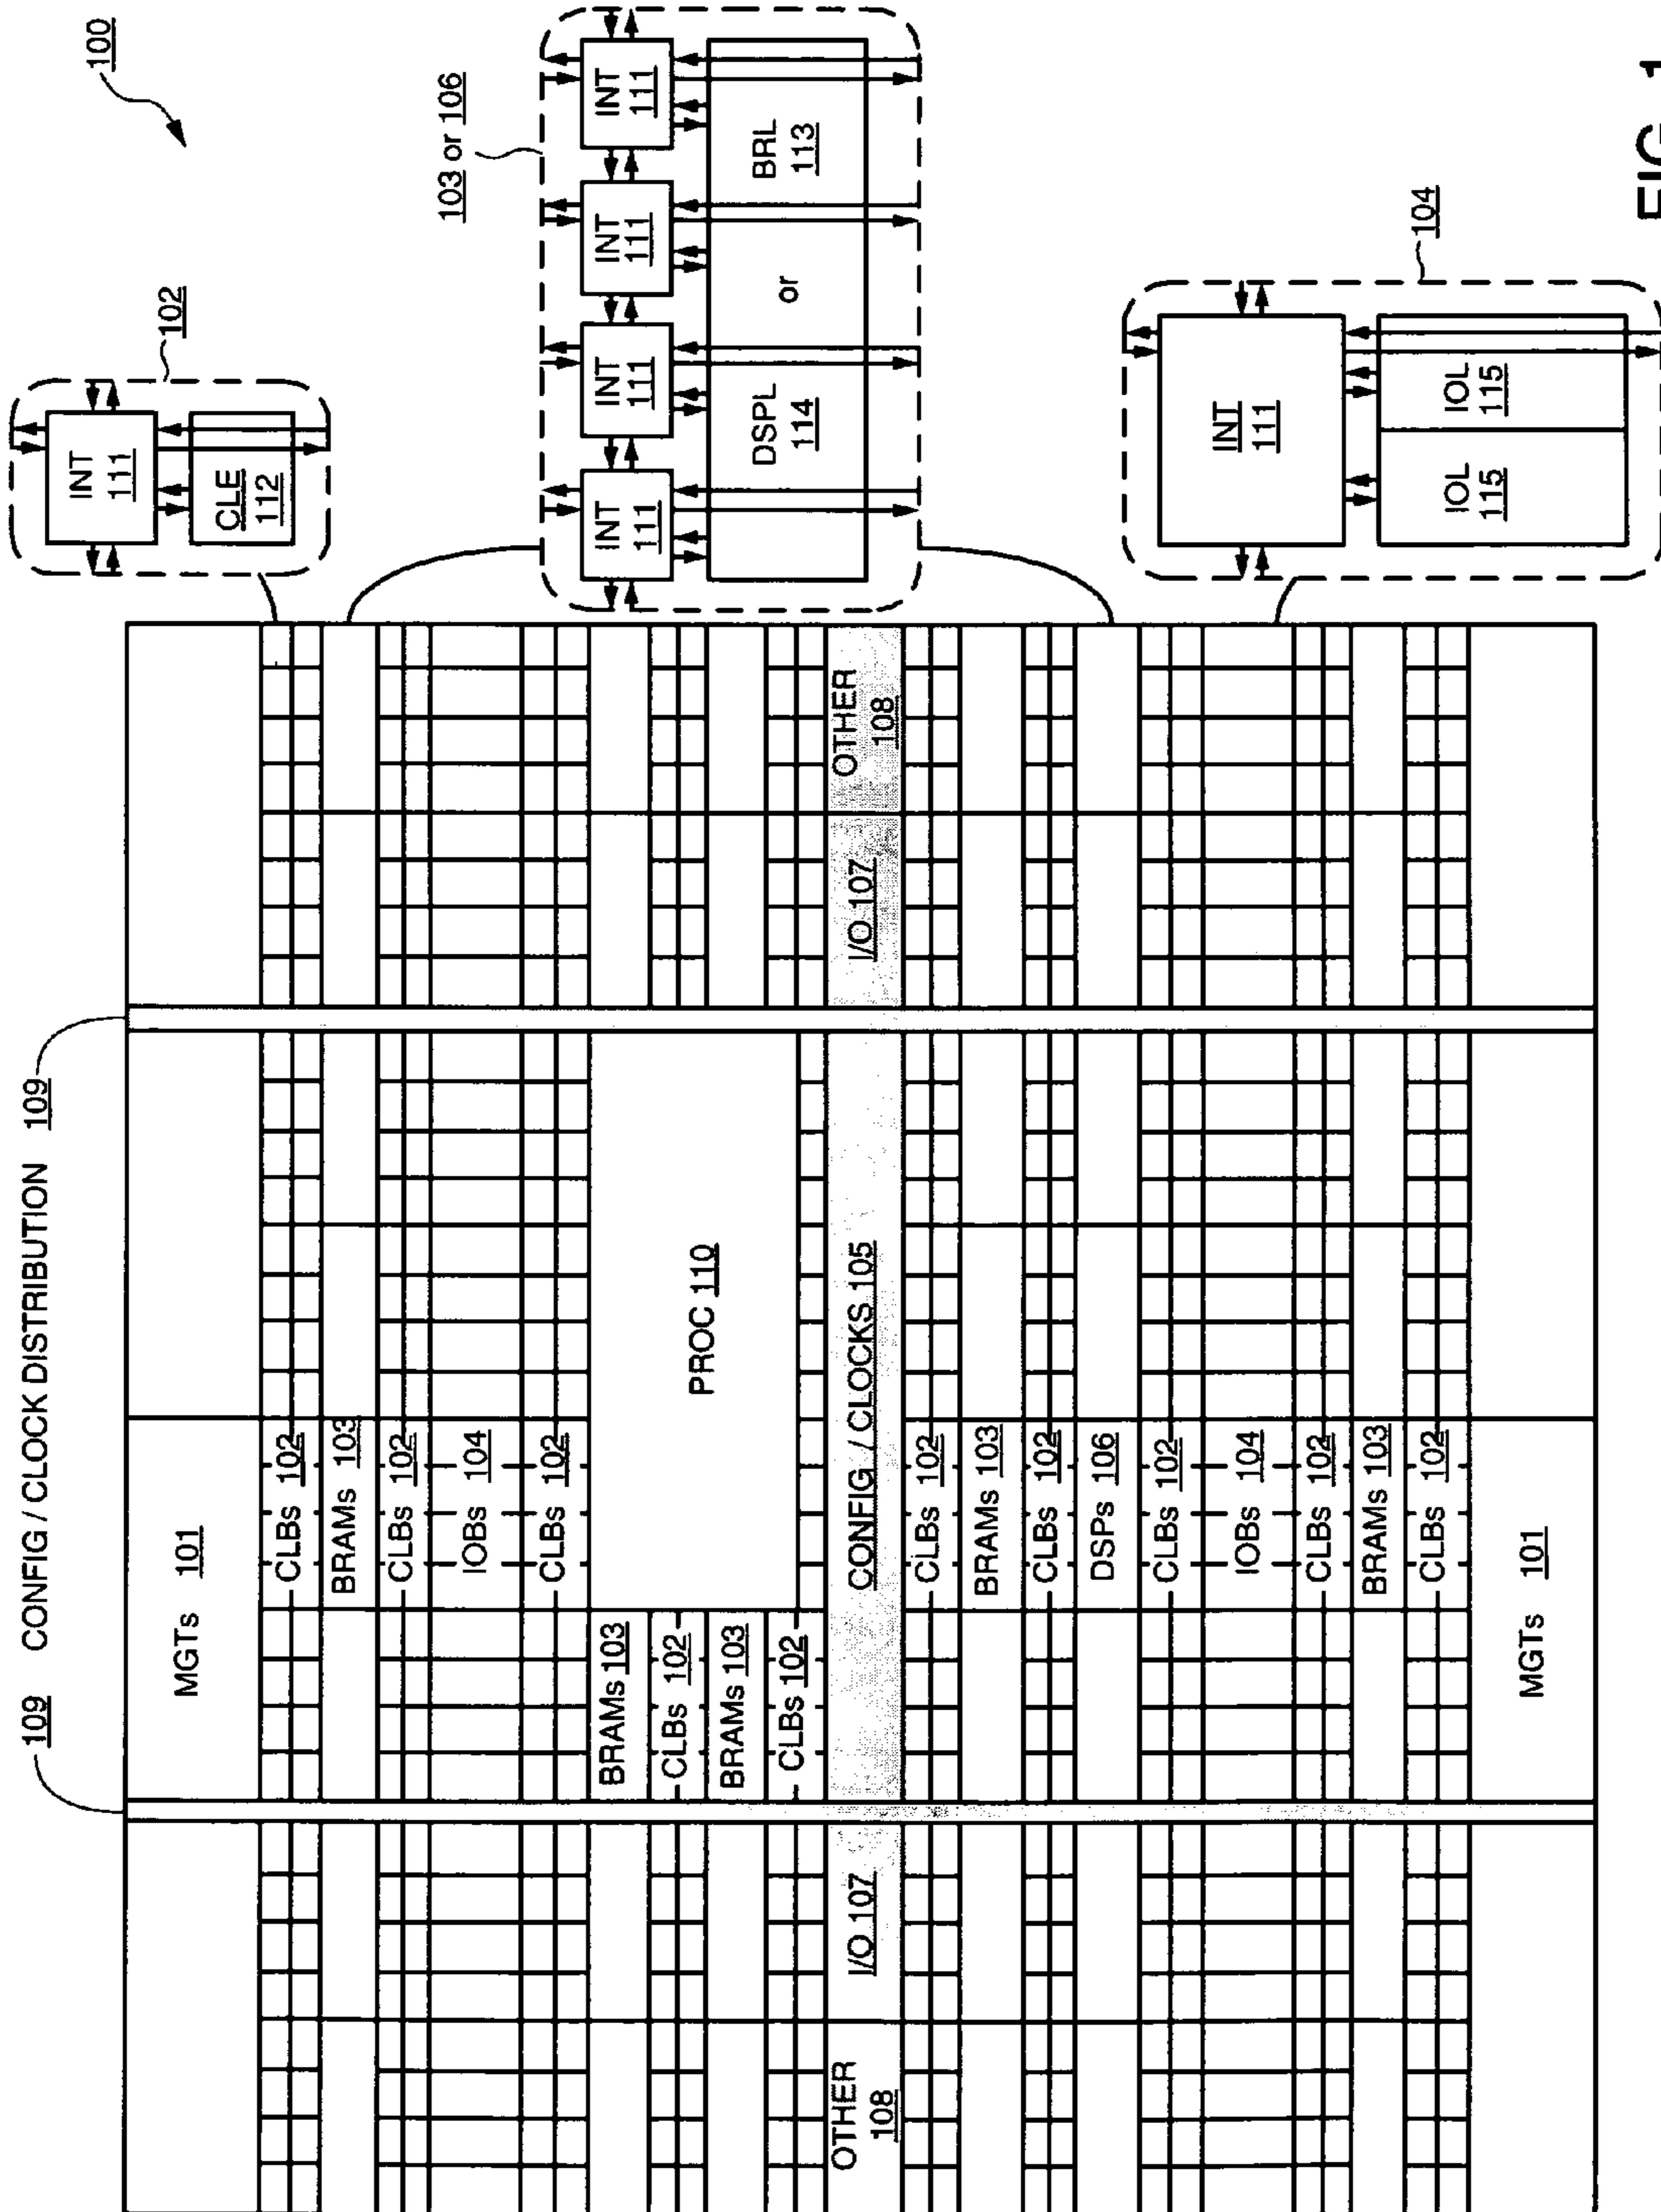 109 CONFIG / CLOCK DISTRIBUTION 109
100
MGTs 101
CLBs 102
BRAMs 103
CLBs 102
IOBs 104
CLBs 102
BRAMs 103
CLBs 102
BRAMs 103
CLBs 102
PROC 110
OTHER
108
I/O 107
CONFIG / CLOCKS 105
I/O 107
OTHER
108
CLBs 102
BRAMs 103
CLBs 102
DSPs 106
CLBs 102
IOBs 104
CLBs 102
BRAMs 103
CLBs 102
MGTs 101
INT
111
CLE
112
102
103 or 106
INT
111
INT
111
INT
111
INT
111
DSPL
114
or
BRL
113
104
INT
111
IOL
115
IOL
115
FIG. 1